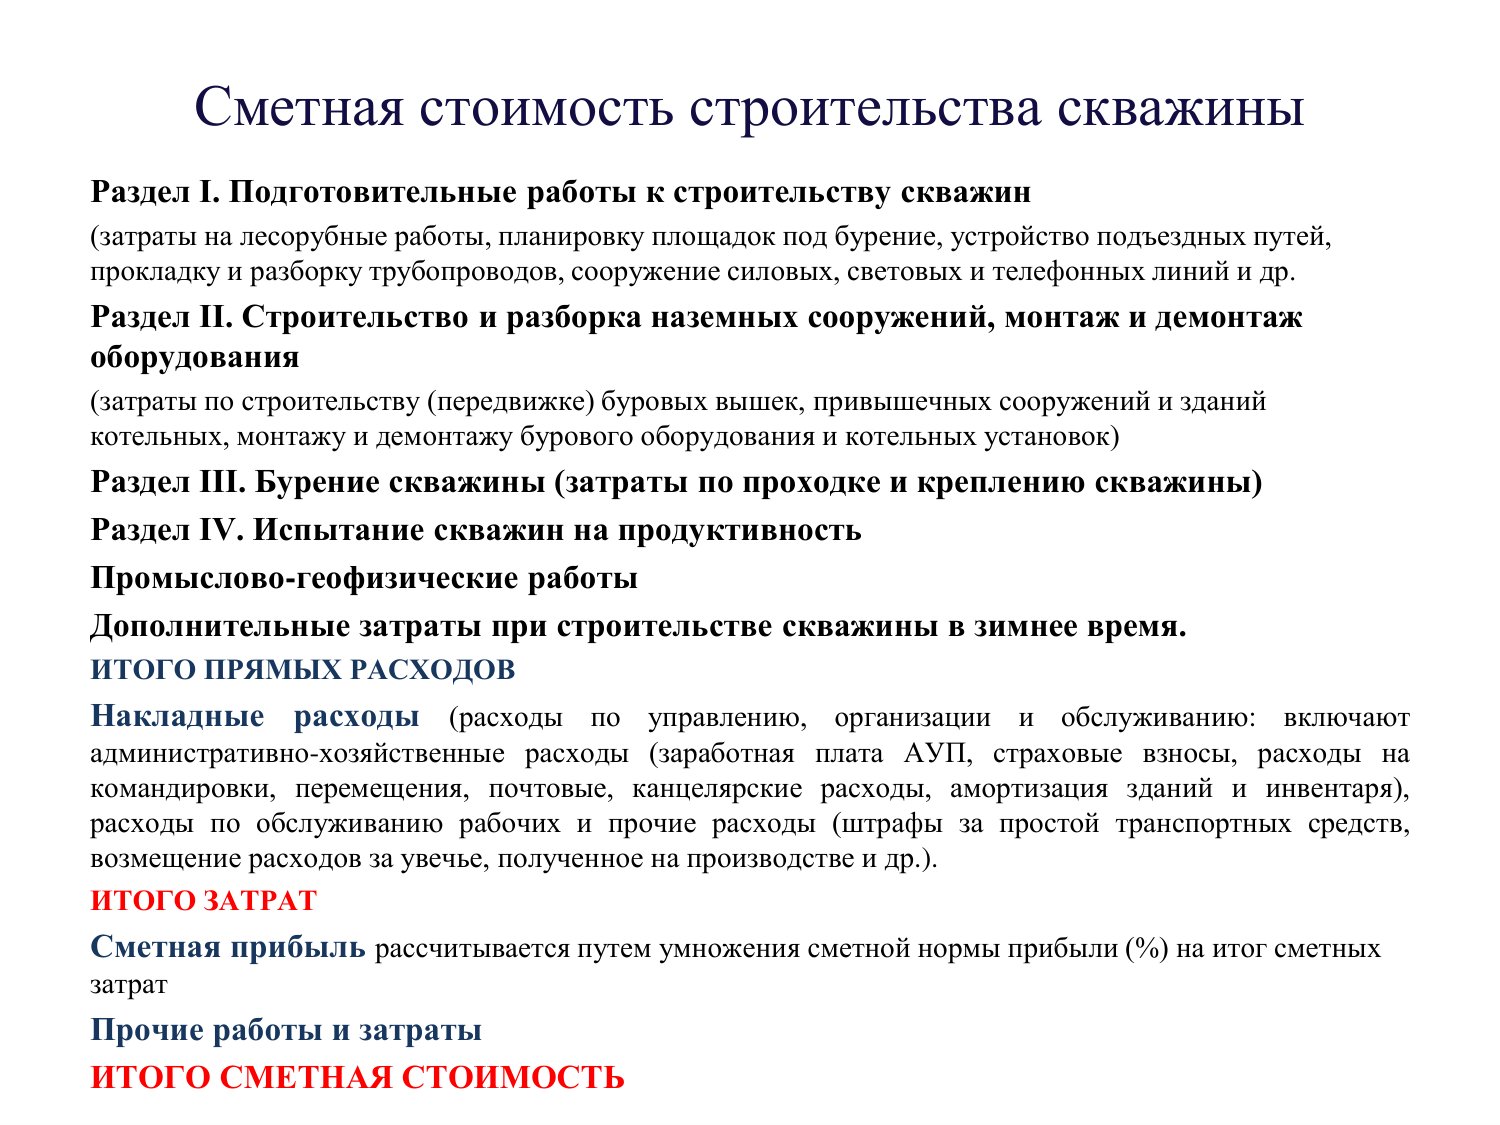 Сметная стоимость строительства скважины
Раздел I. Подготовительные работы к строительству скважин
(затраты на лесорубные работы, планировку площадок под бурение, устройство подъездных путей,
прокладку и разборку трубопроводов, сооружение силовых, световых и телефонных линий и др.
Раздел II. Строительство и разборка наземных сооружений, монтаж и демонтаж
оборудования
(затраты по строительству (передвижке) буровых вышек, привышечных сооружений и зданий
котельных, монтажу и демонтажу бурового оборудования и котельных установок)
Раздел III. Бурение скважины (затраты по проходке и креплению скважины)
Раздел IV. Испытание скважин на продуктивность
Промыслово-геофизические работы
Дополнительные затраты при строительстве скважины в зимнее время.
ИТОГО ПРЯМЫХ РАСХОДОВ
Накладные расходы (расходы по управлению, организации и обслуживанию: включают
административно-хозяйственные расходы (заработная плата АУП, страховые взносы, расходы на
командировки, перемещения, почтовые, канцелярские расходы, амортизация зданий и инвентаря),
расходы по обслуживанию рабочих и прочие расходы (штрафы за простой транспортных средств,
возмещение расходов за увечье, полученное на производстве и др.).
ИТОГО ЗАТРАТ
Сметная прибыль рассчитывается путем умножения сметной нормы прибыли (%) на итог сметных
затрат
Прочие работы и затраты
ИТОГО СМЕТНАЯ СТОИМОСТЬ